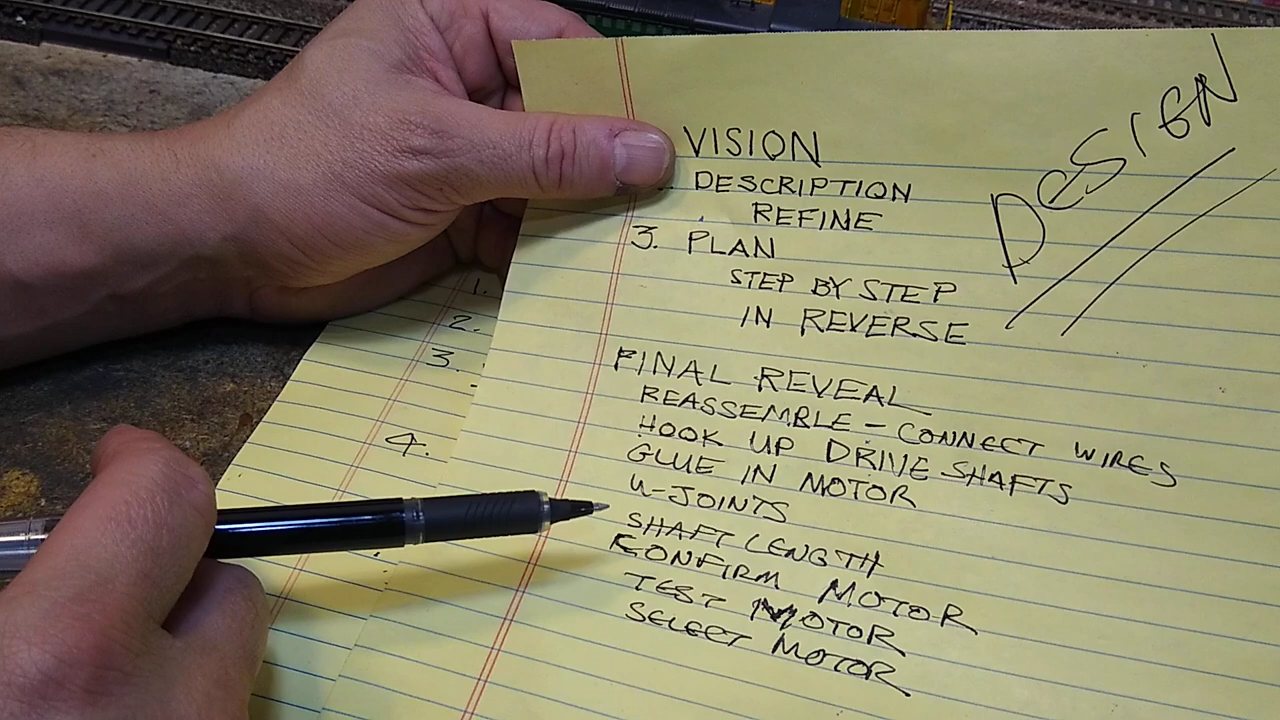 DESIGN
VISION
DESCRIPTION
REFINE
3. PLAN
STEP BY STEP
IN REVERSE
FINAL REVEAL
REASSEMBLE - CONNECT WIRES
HOOK UP DRIVE SHAFTS
GLUE IN MOTOR
U-JOINTS
SHAFT LENGTH
CONFIRM MOTOR
TEST MOTOR
SELECT MOTOR
1.
2.
3.
4.